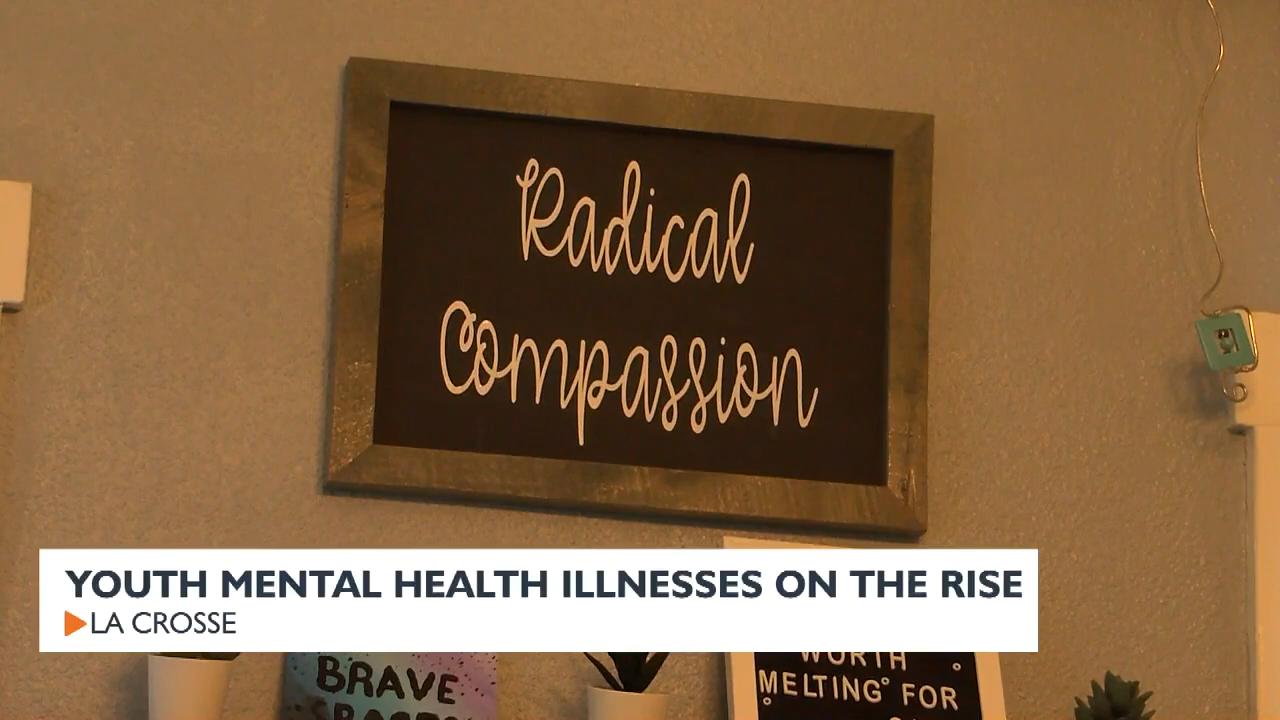 Radical
Compassion
YOUTH MENTAL HEALTH ILLNESSES ON THE RISE
LA CROSSE
BRAVE
WORTH
MELTING FOR